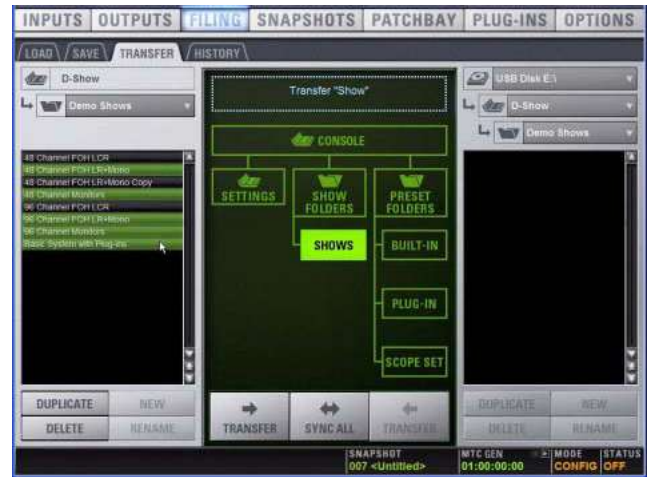 INPUTS OUTPUTS FILING SNAPSHOTS PATCHBAY PLUG-INS OPTIONS
LOAD SAVE TRANSFER HISTORY
D-Show
Demo Shows
48 Channel FOH LCR
48 Channel FOH LR+Mono
48 Channel FOH LR+Mono Copy
48 Channel Monitors
96 Channel FOH LCR
96 Channel FOH LR+Mono
96 Channel Monitors
Basic System with Plug-ins
DUPLICATE NEW
DELETE RENAME
Transfer "Show"
CONSOLE
SETTINGS
SHOW FOLDERS
PRESET FOLDERS
SHOWS
BUILT-IN
PLUG-IN
SCOPE SET
TRANSFER SYNC ALL TRANSFER
USB Disk E:\
D-Show
Demo Shows
DUPLICATE NEW
DELETE RENAME
SNAPSHOT
007 <Untitled>
MTC GEN
01:00:00:00
MODE
CONFIG
STATUS
OFF